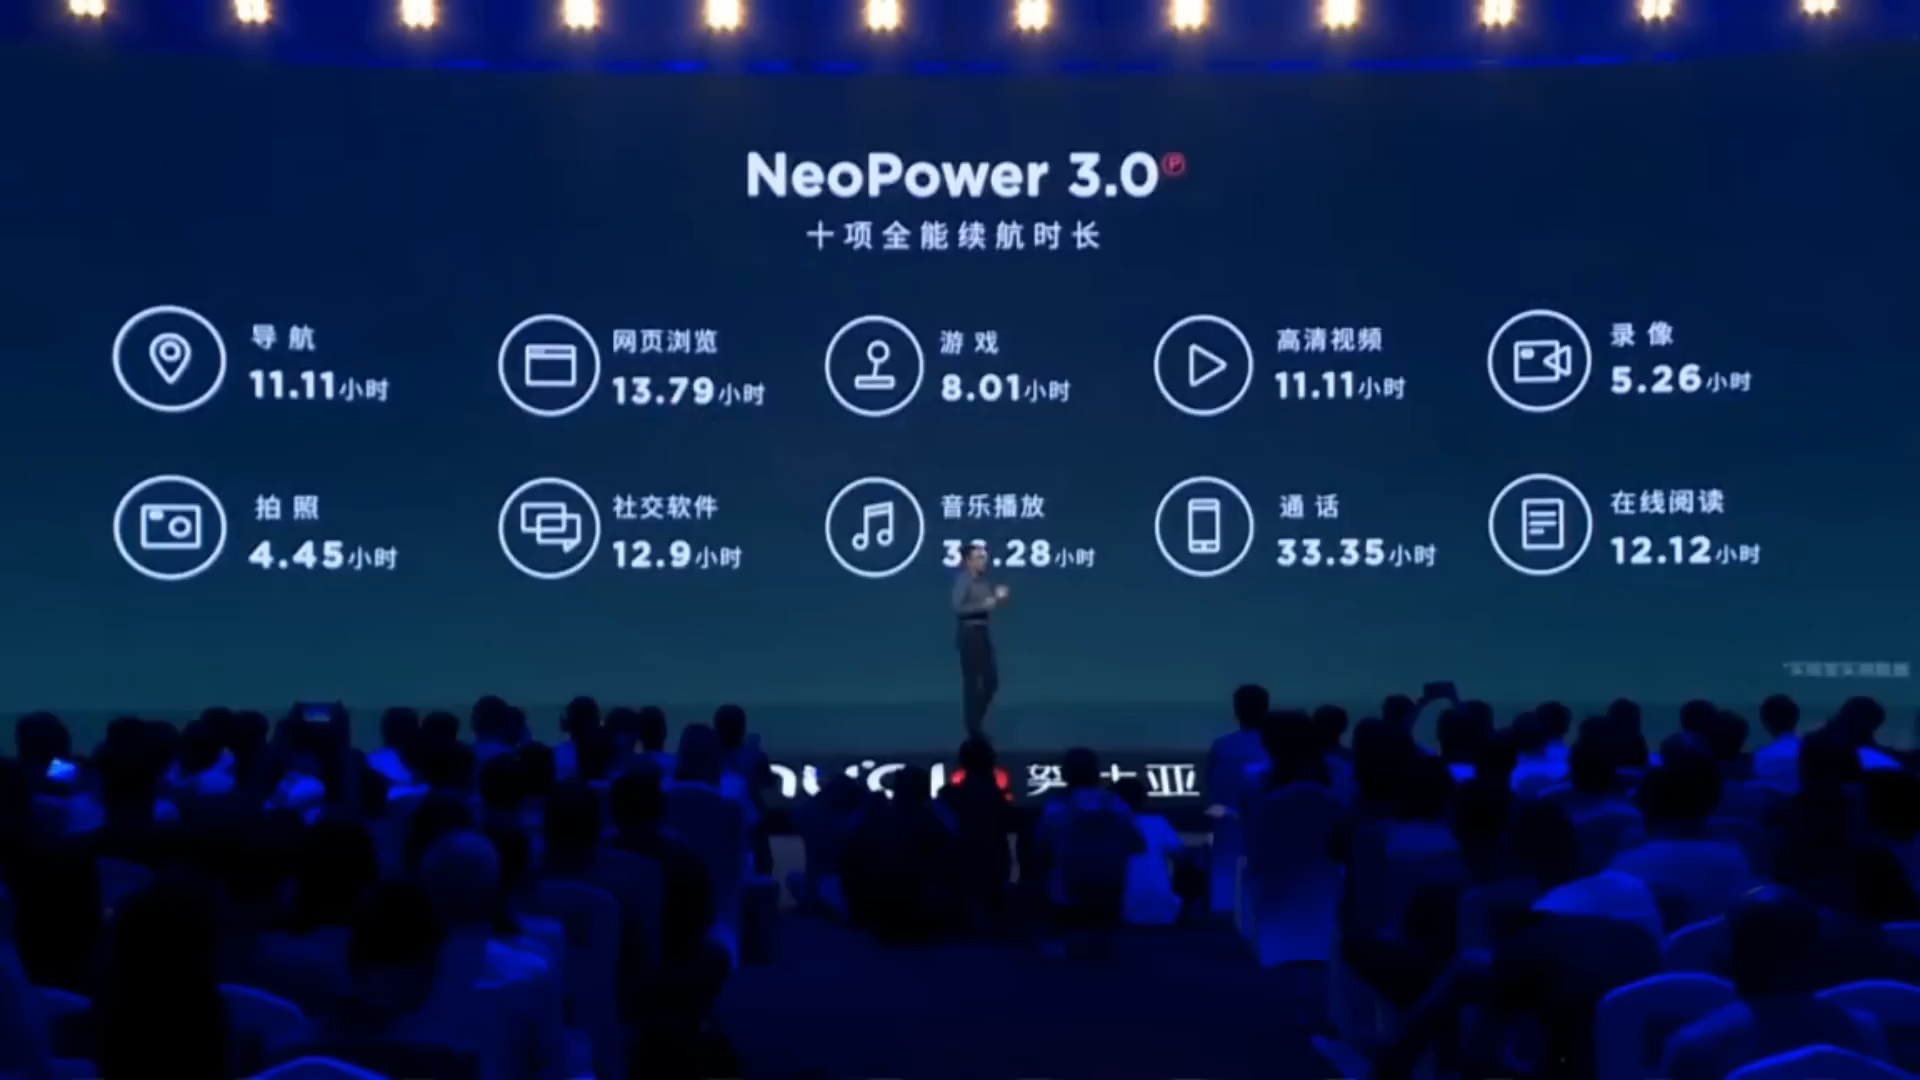 NeoPower 3.0Ⓟ
十项全能续航时长
导航
11.11小时
网页浏览
13.79小时
游戏
8.01小时
高清视频
11.11小时
录像
5.26小时
拍照
4.45小时
社交软件
12.9小时
音乐播放
通话
33.35小时
在线阅读
12.12小时